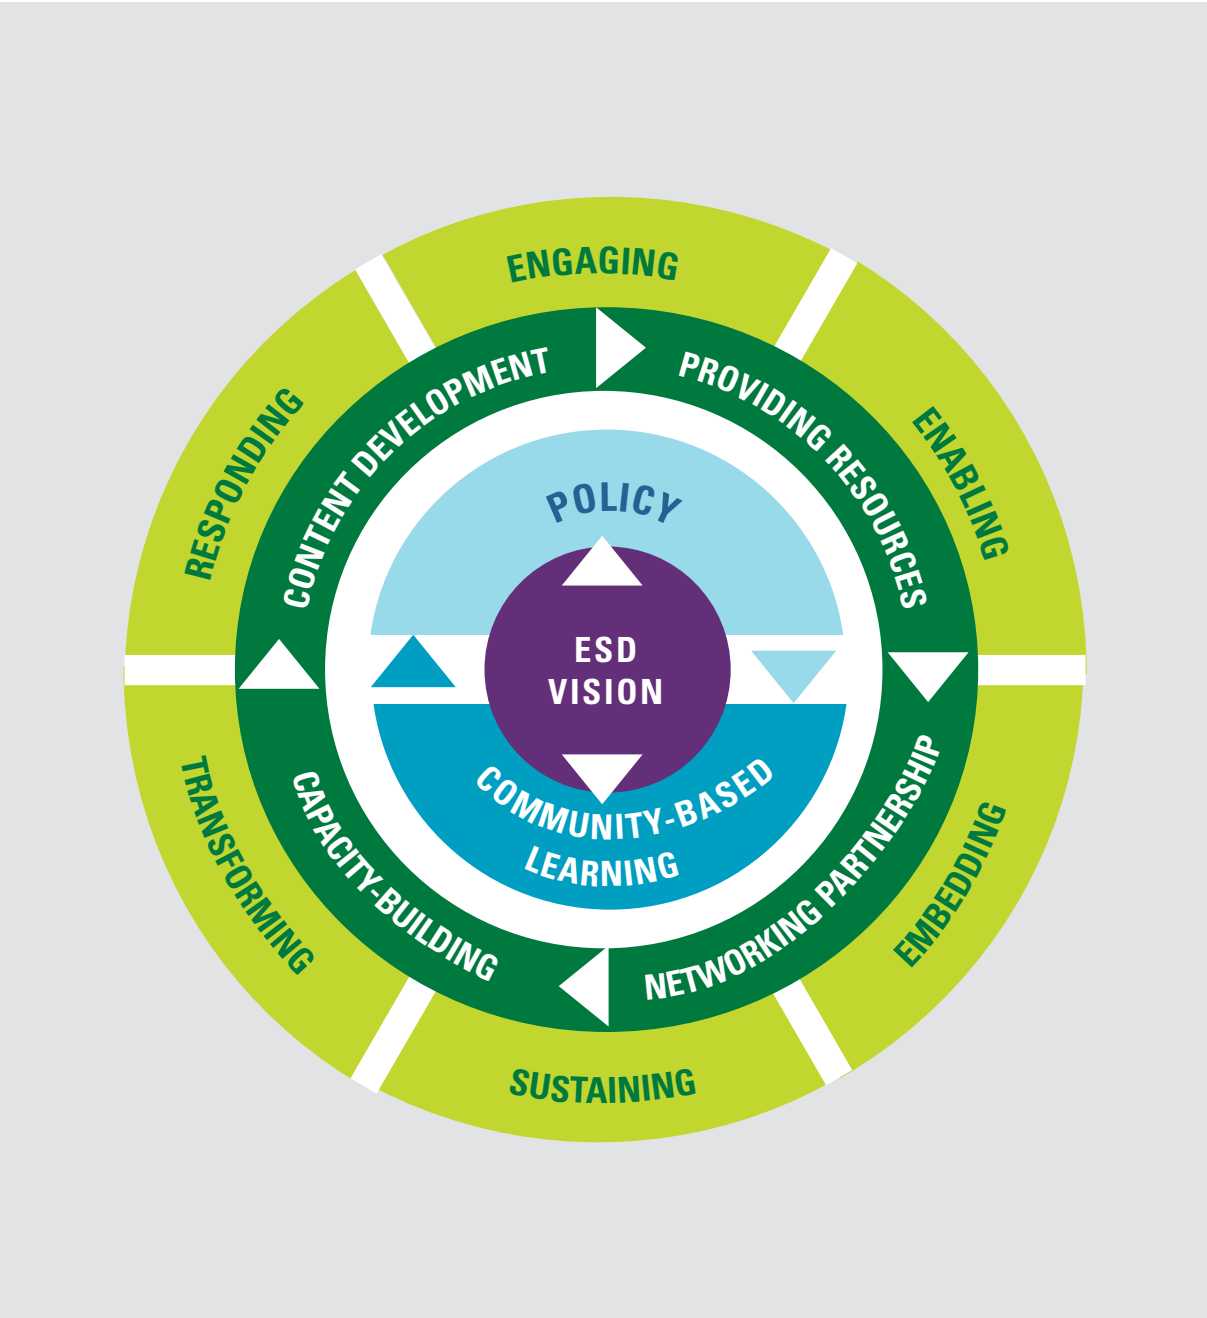 ENGAGING
ENABLING
EMBEDDING
SUSTAINING
TRANSFORMING
RESPONDING
CONTENT DEVELOPMENT
PROVIDING RESOURCES
NETWORKING PARTNERSHIP
CAPACITY-BUILDING
POLICY
ESD
VISION
COMMUNITY-BASED
LEARNING